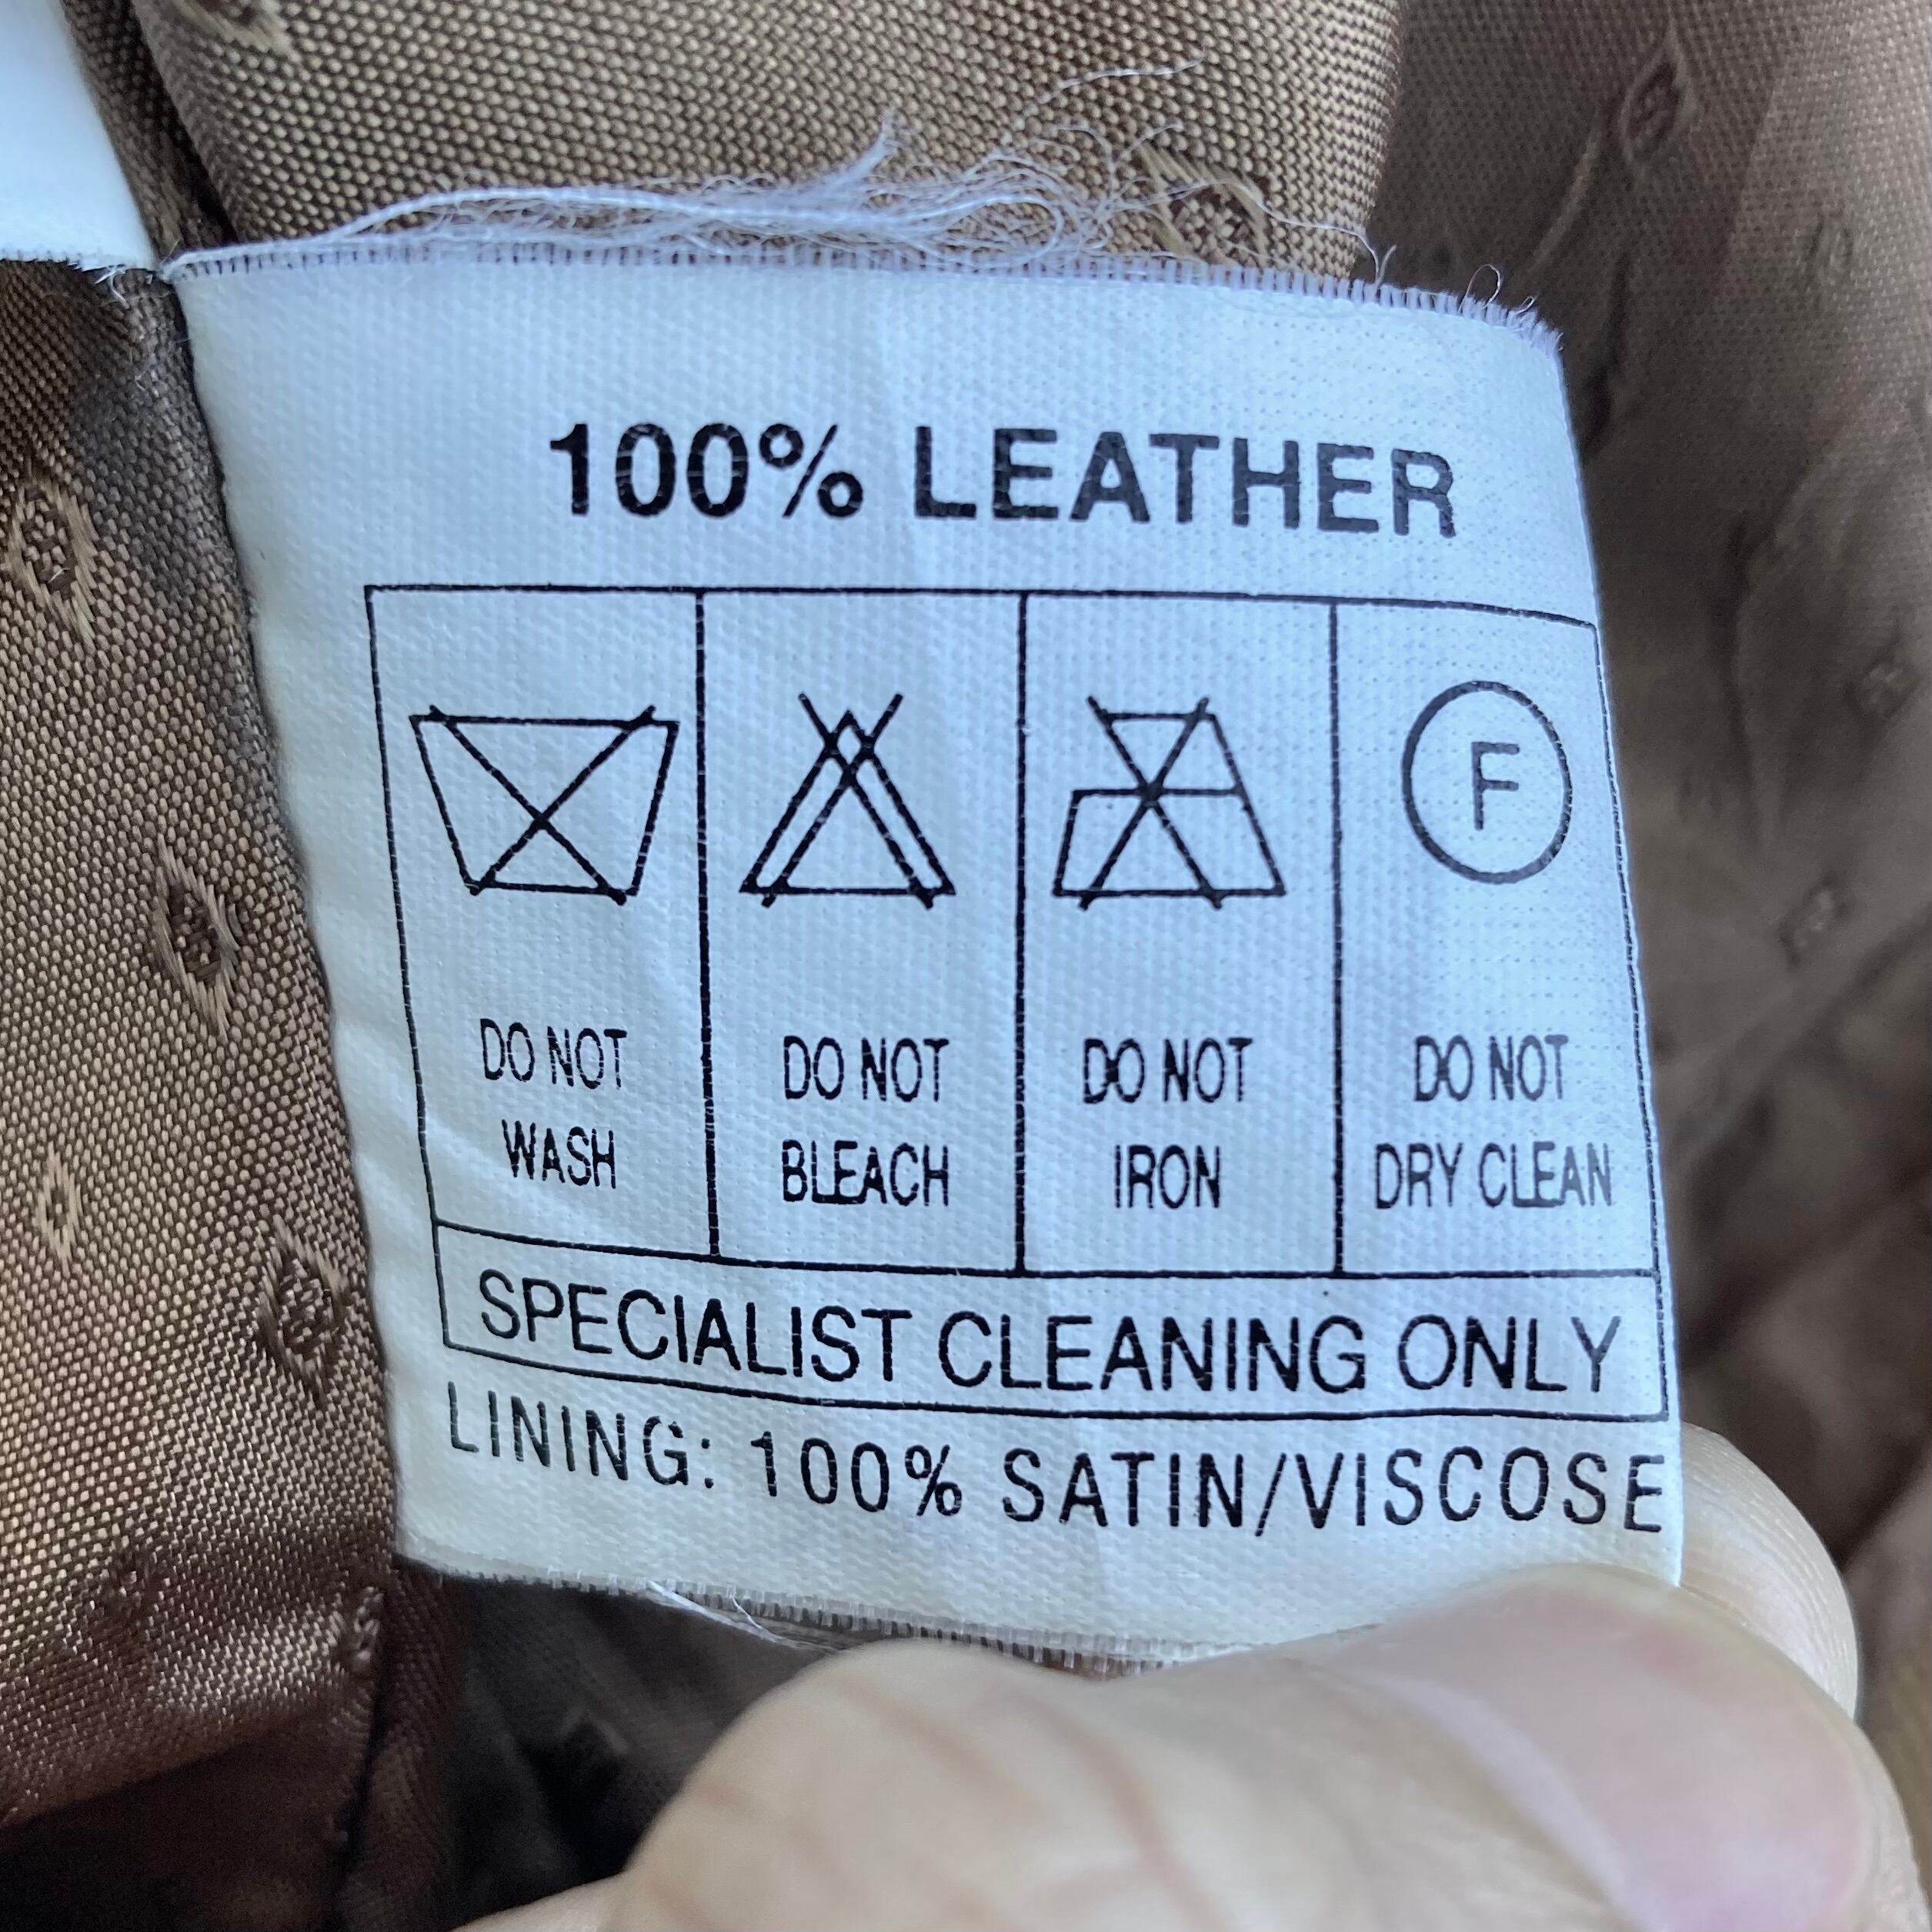 100% LEATHER
F
DO NOT
WASH
DO NOT
BLEACH
DO NOT
IRON
DO NOT
DRY CLEAN
SPECIALIST CLEANING ONLY
LINING: 100% SATIN/VISCOSE